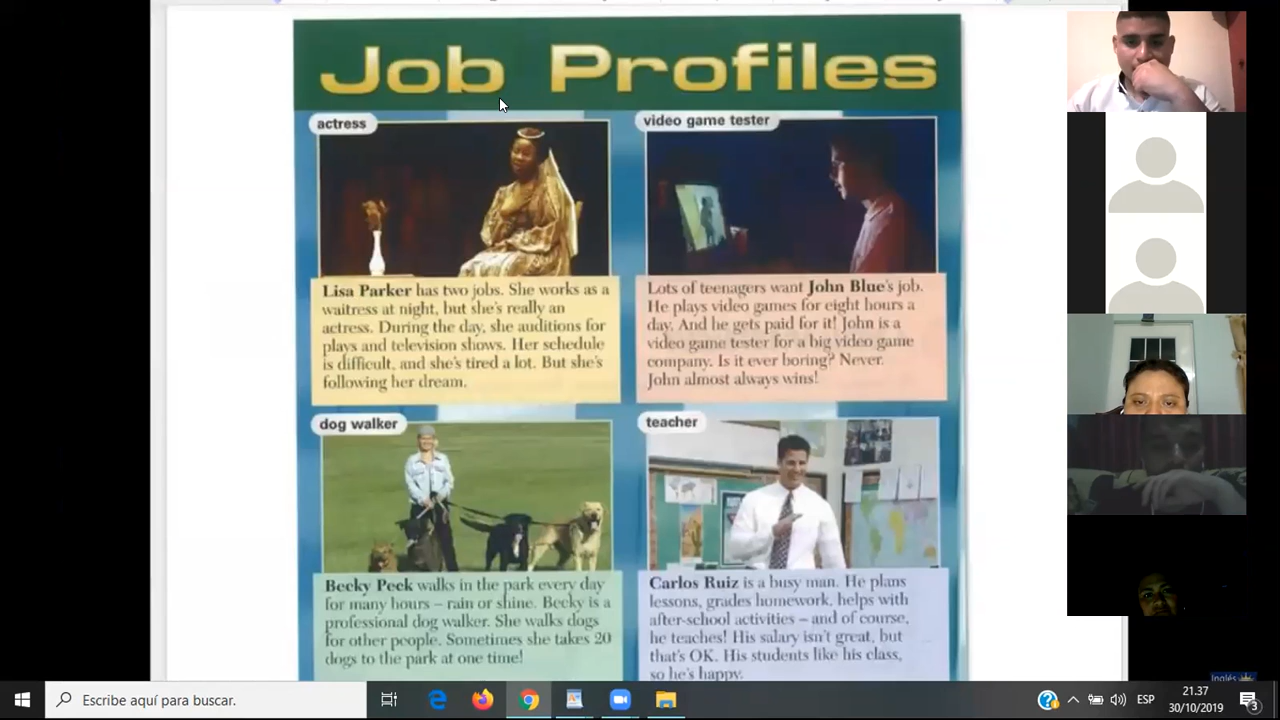 Job Profiles
actress
Lisa Parker has two jobs. She works as a
waitress at night, but she's really an
actress. During the day, she auditions for
plays and television shows. Her schedule
is difficult, and she's tired a lot. But she's
following her dream.
video game tester
Lots of teenagers want John Blue's job.
He plays video games for eight hours a
day. And he gets paid for it! John is a
video game tester for a big video game
company. Is it ever boring? Never.
John almost always wins!
dog walker
Becky Peck walks in the park every day
for many hours – rain or shine. Becky is a
professional dog walker. She walks dogs
for other people. Sometimes she takes 20
dogs to the park at one time!
teacher
Carlos Ruiz is a busy man. He plans
lessons, grades homework, helps with
after-school activities – and of course,
he teaches! His salary isn't great, but
that's OK. His students like his class,
so he's happy.
Inglés
Escribe aquí para buscar.
ESP
21.37
30/10/2019
3